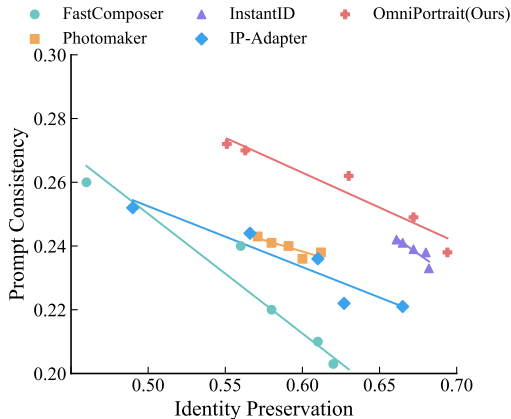 FastComposer InstantID OmniPortrait(Ours)
Photomaker IP-Adapter
0.30
0.28
0.26
0.24
0.22
0.20
Prompt Consistency
0.50 0.55 0.60 0.65 0.70
Identity Preservation